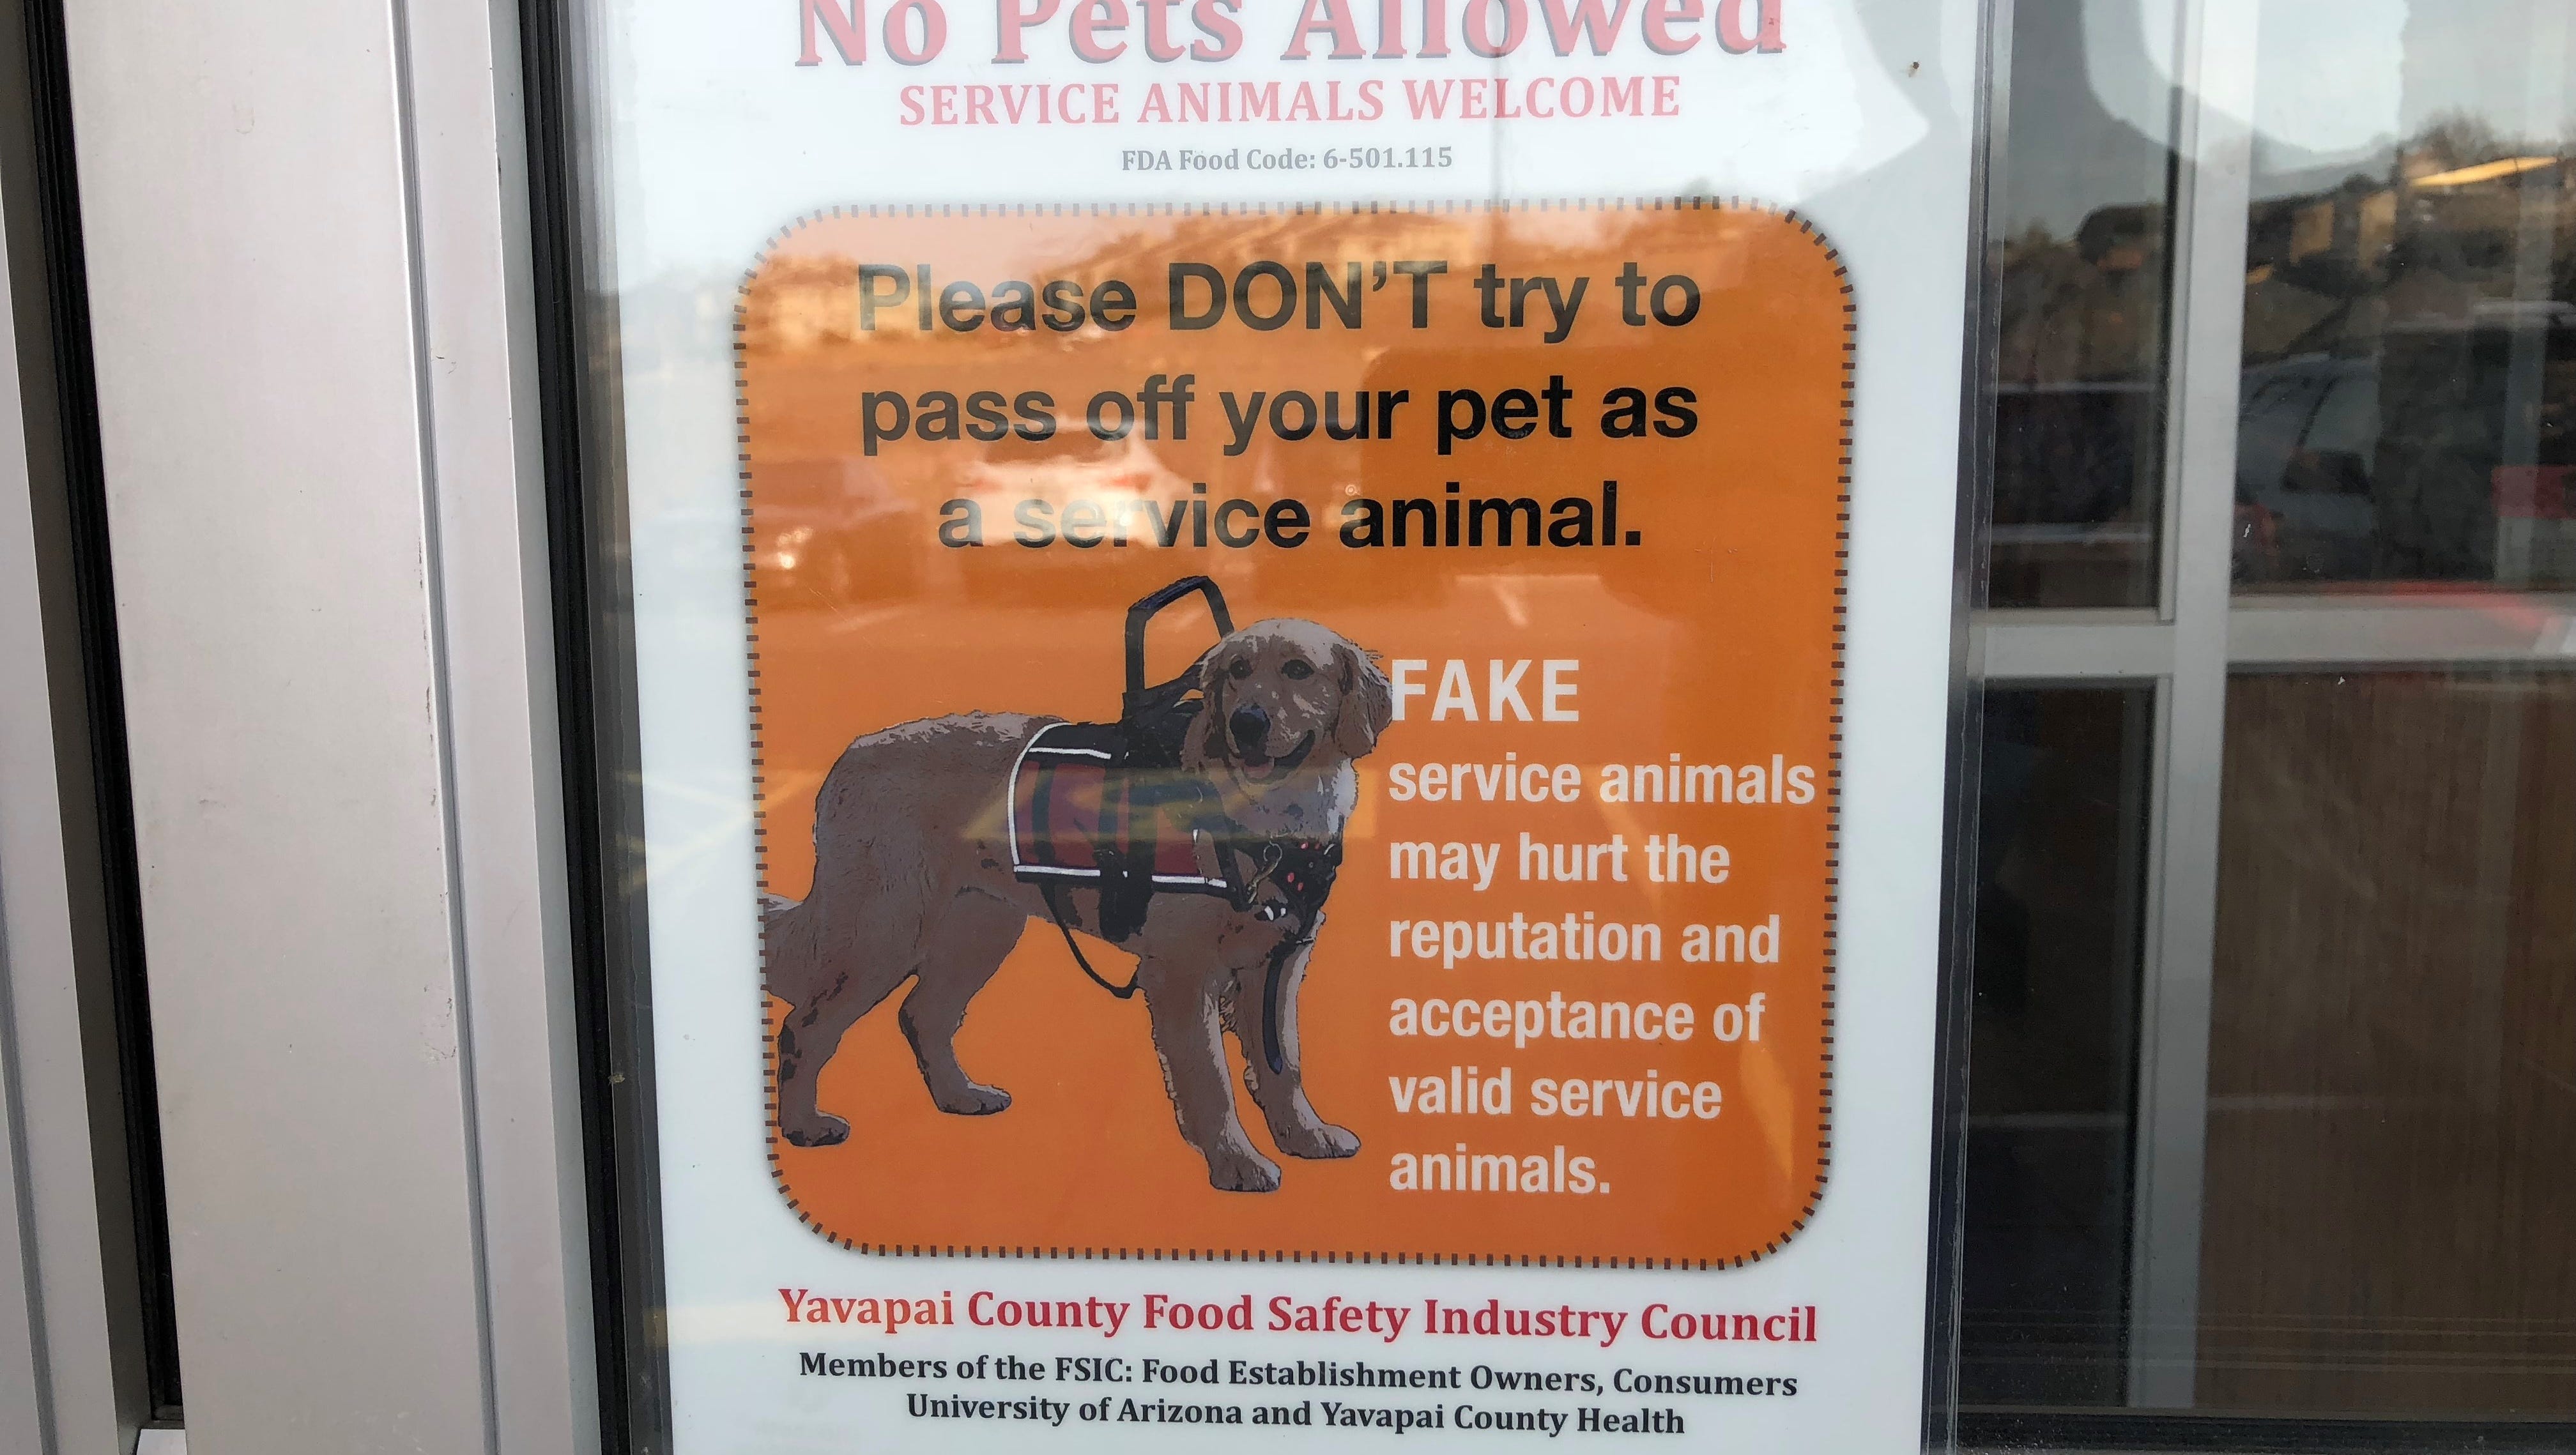 No Pets Allowed
SERVICE ANIMALS WELCOME
FDA Food Code: 6-501.115
Please DON'T try to
pass off your pet as
a service animal.
FAKE
service animals
may hurt the
reputation and
acceptance of
valid service
animals.
Yavapai County Food Safety Industry Council
Members of the FSIC: Food Establishment Owners, Consumers
University of Arizona and Yavapai County Health